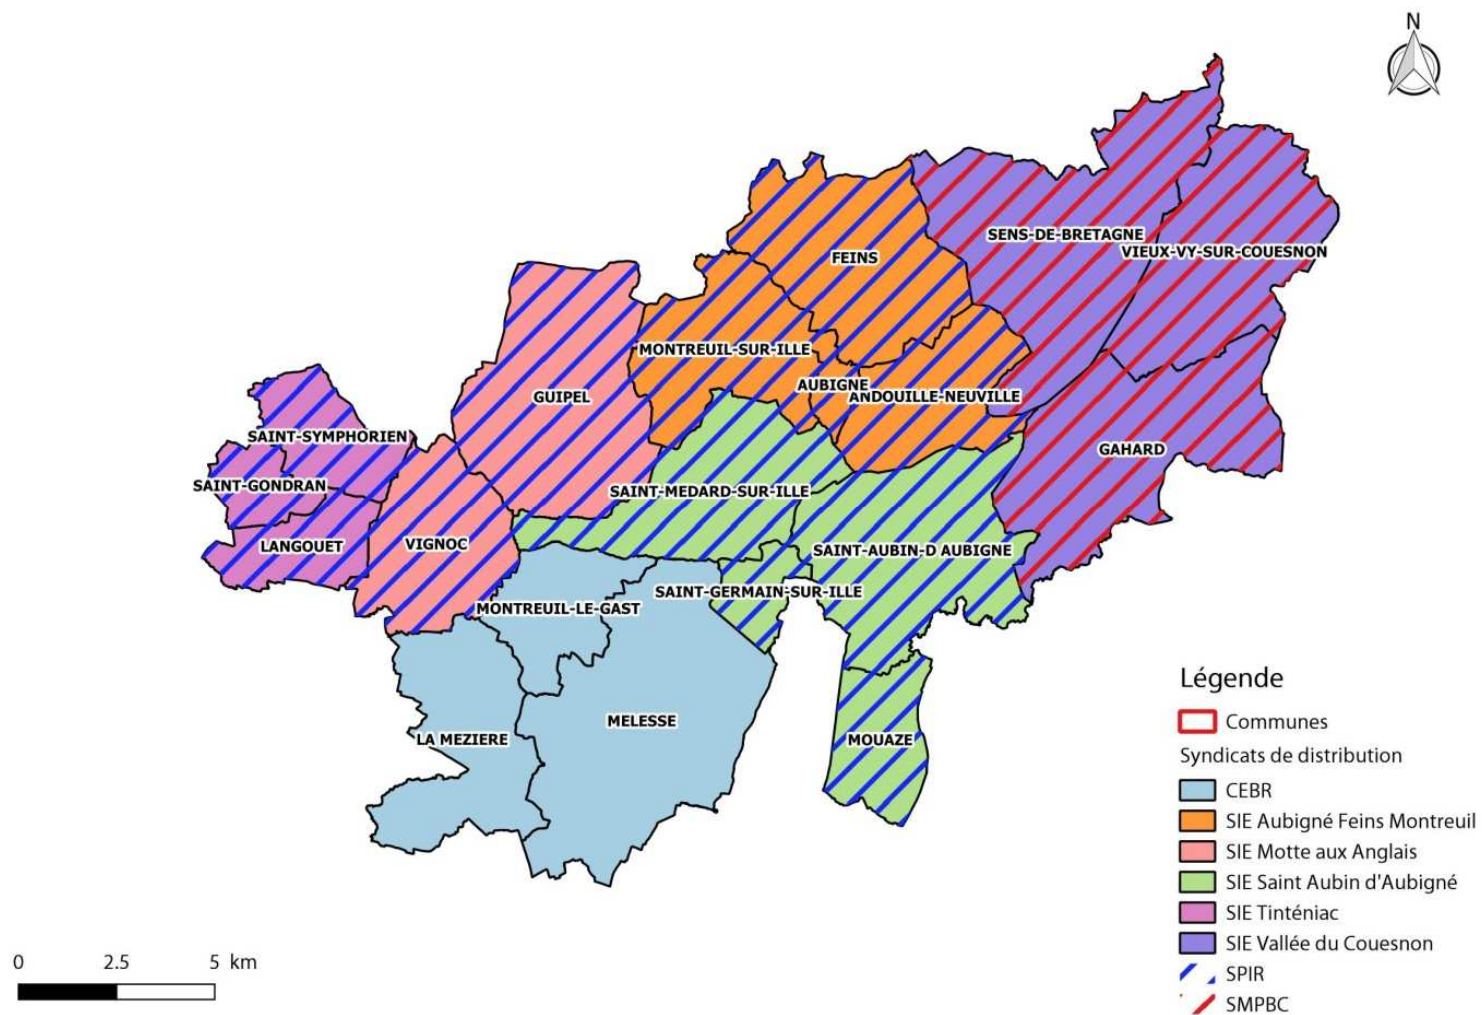 N
SENS-DE-BRETAGNE
VIEUX-VY-SUR-COUESNON
FEINS
MONTREUIL-SUR-ILLE
AUBIGNE
ANDOUILLE-NEUVILLE
GUIPEL
SAINT-SYMPHORIEN
GAHARD
SAINT-GONDRAN
SAINT-MEDARD-SUR-ILLE
LANGOUET
VIGNOC
SAINT-AUBIN-D AUBIGNE
SAINT-GERMAIN-SUR-ILLE
MONTREUIL-LE-GAST
MELESSE
LA MEZIERE
MOUAZE
Légende
Communes
Syndicats de distribution
CEBR
SIE Aubigné Feins Montreuil
SIE Motte aux Anglais
SIE Saint Aubin d'Aubigné
SIE Tinténiac
SIE Vallée du Couesnon
SPIR
SMPBC
0 2.5 5 km